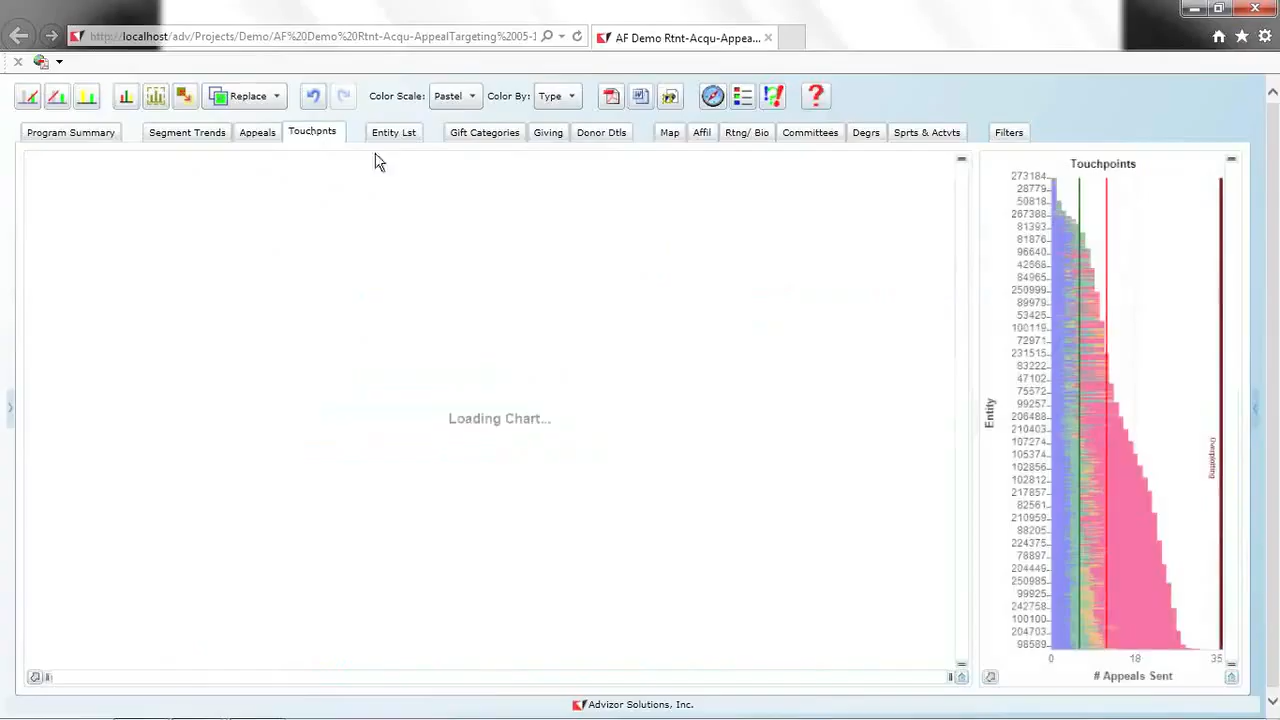 http://localhost/adv/Projects/Demo/AF%20Demo%20Rtnt-Acqu-AppealTargeting%2005-1
AF Demo Rtnt-Acqu-Appea...
Replace
Color Scale:
Pastel
Color By:
Type
Program Summary
Segment Trends
Appeals
Touchpnts
Entity Lst
Gift Categories
Giving
Donor Dtls
Map
Affil
Rtng/ Bio
Committees
Degrs
Sprts & Actvts
Filters
Loading Chart...
Touchpoints
273184
28779
50818
267388
81393
81876
96640
42568
84965
250999
89979
53425
100119
72971
231515
83222
47102
75572
99257
206488
210403
107274
105374
102856
102812
217857
82561
210959
88205
224375
78897
204449
250985
99925
242758
100100
204703
98589
Entity
Overplotting
0
18
35
# Appeals Sent
Advizor Solutions, Inc.